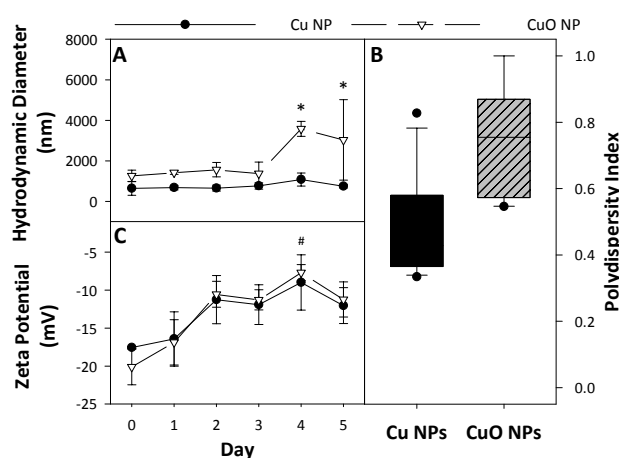 Cu NP CuO NP
A
B
C
Hydrodynamic Diameter
(nm)
8000
6000
4000
2000
0
* *
Zeta Potential
(mV)
-5
-10
-15
-20
-25
#
0 1 2 3 4 5
Day
1.0
0.8
0.6
0.4
0.2
0.0
Polydispersity Index
Cu NPs CuO NPs